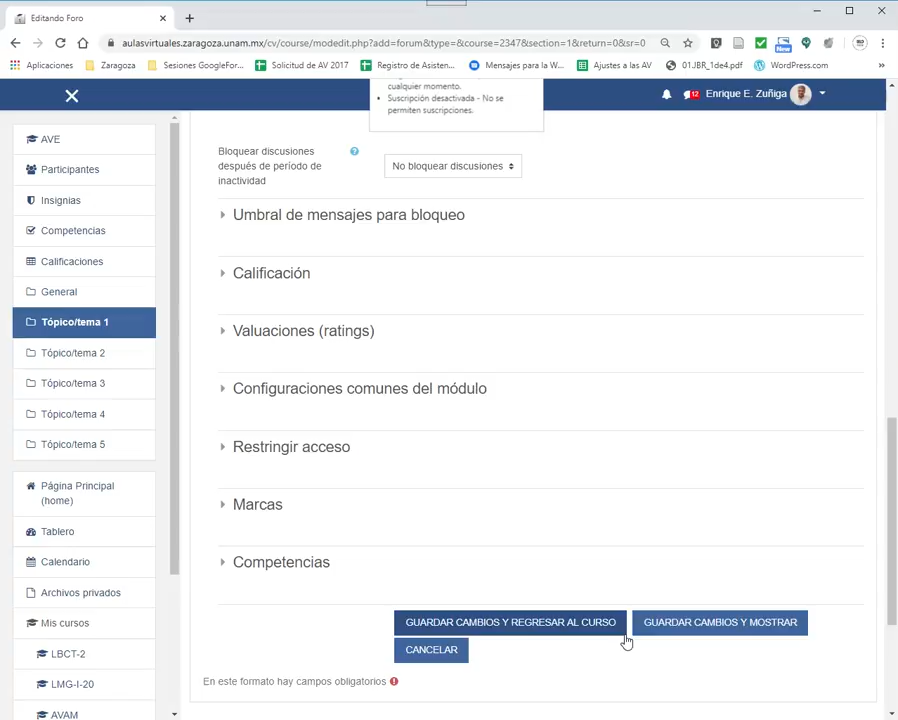 Editando Foro
aulasvirtuales.zaragoza.unam.mx/cv/course/modedit.php?add=forum&type=&course=2347&section=1&return=0&sr=0
New
Aplicaciones
Zaragoza
Sesiones GoogleFor...
Solicitud de AV 2017
Registro de Asisten...
Mensajes para la W...
Ajustes a las AV
01.JBR_1de4.pdf
WordPress.com
»
12
Enrique E. Zuñiga
cualquier momento.
Suscripción desactivada - No se
permiten suscripciones.
AVE
Participantes
Insignias
Competencias
Calificaciones
General
Tópico/tema 1
Tópico/tema 2
Tópico/tema 3
Tópico/tema 4
Tópico/tema 5
Página Principal
(home)
Tablero
Calendario
Archivos privados
Mis cursos
LBCT-2
LMG-I-20
AVAM
Bloquear discusiones
después de período de
inactividad
No bloquear discusiones
Umbral de mensajes para bloqueo
Calificación
Valuaciones (ratings)
Configuraciones comunes del módulo
Restringir acceso
Marcas
Competencias
GUARDAR CAMBIOS Y REGRESAR AL CURSO
GUARDAR CAMBIOS Y MOSTRAR
CANCELAR
En este formato hay campos obligatorios